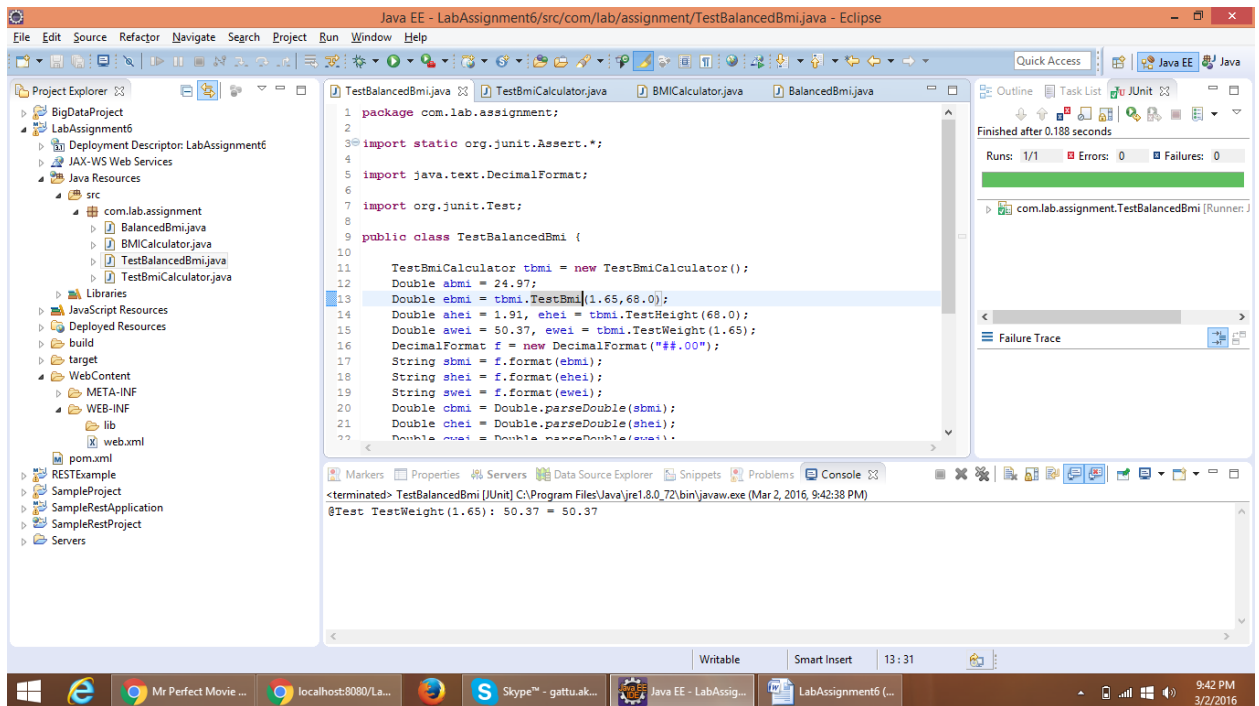 Java EE - LabAssignment6/src/com/lab/assignment/TestBalancedBmi.java - Eclipse
File Edit Source Refactor Navigate Search Project Run Window Help
Quick Access
Java EE
Java
Project Explorer
BigDataProject
LabAssignment6
Deployment Descriptor: LabAssignment6
JAX-WS Web Services
Java Resources
src
com.lab.assignment
BalancedBmi.java
BMICalculator.java
TestBalancedBmi.java
TestBmiCalculator.java
Libraries
JavaScript Resources
Deployed Resources
build
target
WebContent
META-INF
WEB-INF
lib
web.xml
pom.xml
RESTExample
SampleProject
SampleRestApplication
SampleRestProject
Servers
TestBalancedBmi.java TestBmiCalculator.java BMICalculator.java BalancedBmi.java
1 package com.lab.assignment;
2
3 import static org.junit.Assert.*;
4
5 import java.text.DecimalFormat;
6
7 import org.junit.Test;
8
9 public class TestBalancedBmi {
10
11 TestBmiCalculator tbmi = new TestBmiCalculator();
12 Double abmi = 24.97;
13 Double ebmi = tbmi.TestBmi(1.65,68.0);
14 Double ahei = 1.91, ehei = tbmi.TestHeight(68.0);
15 Double awei = 50.37, ewei = tbmi.TestWeight(1.65);
16 DecimalFormat f = new DecimalFormat("##.00");
17 String sbmi = f.format(ebmi);
18 String shei = f.format(ehei);
19 String swei = f.format(ewei);
20 Double cbmi = Double.parseDouble(sbmi);
21 Double chei = Double.parseDouble(shei);
22 Double cwei = Double.parseDouble(swei);
Outline Task List JUnit
Finished after 0.188 seconds
Runs: 1/1 Errors: 0 Failures: 0
com.lab.assignment.TestBalancedBmi [Runner: J
Failure Trace
Markers Properties Servers Data Source Explorer Snippets Problems Console
<terminated> TestBalancedBmi [JUnit] C:\Program Files\Java\jre1.8.0_72\bin\javaw.exe (Mar 2, 2016, 9:42:38 PM)
@Test TestWeight(1.65): 50.37 = 50.37
Writable Smart Insert 13 : 31
Mr Perfect Movie ...
localhost:8080/La...
Skype™ - gattu.ak...
Java EE - LabAssig...
LabAssignment6 (...
9:42 PM
3/2/2016